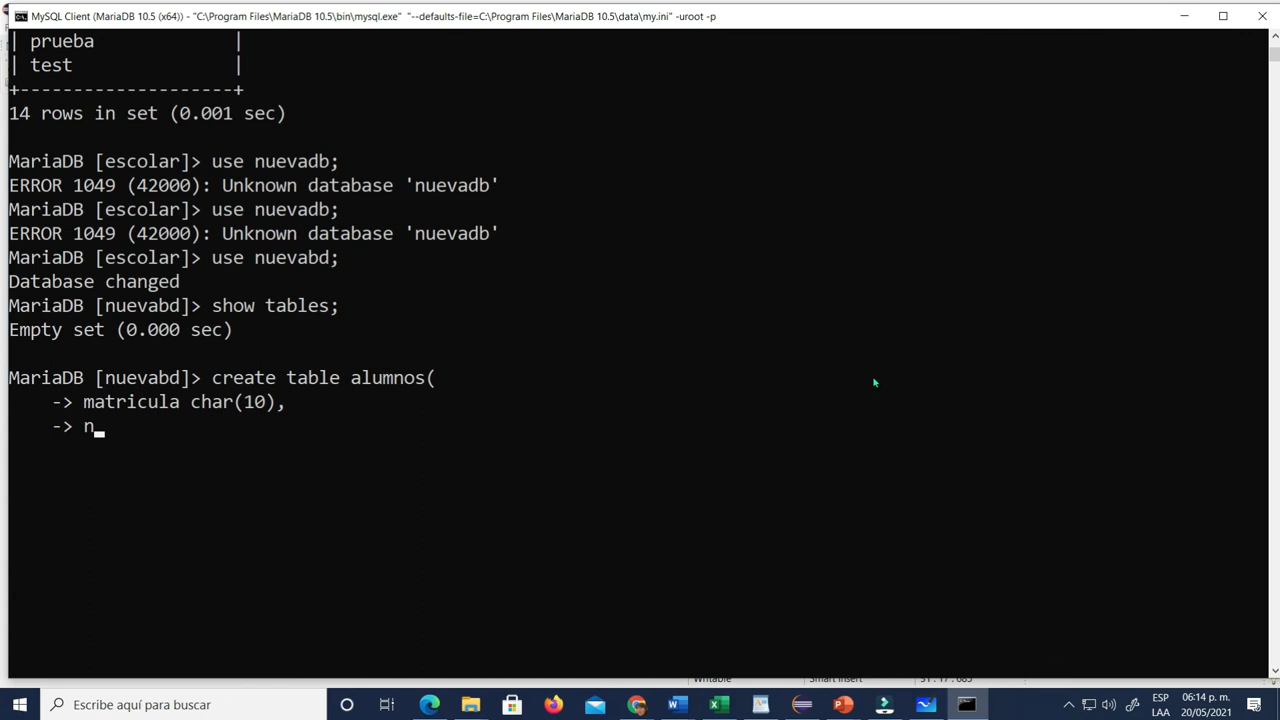 MySQL Client (MariaDB 10.5 (x64)) - "C:\Program Files\MariaDB 10.5\bin\mysql.exe"  "--defaults-file=C:\Program Files\MariaDB 10.5\data\my.ini" -uroot -p
| prueba             |
| test               |
+--------------------+
14 rows in set (0.001 sec)
MariaDB [escolar]> use nuevadb;
ERROR 1049 (42000): Unknown database 'nuevadb'
MariaDB [escolar]> use nuevadb;
ERROR 1049 (42000): Unknown database 'nuevadb'
MariaDB [escolar]> use nuevabd;
Database changed
MariaDB [nuevabd]> show tables;
Empty set (0.000 sec)
MariaDB [nuevabd]> create table alumnos(
    -> matricula char(10),
    -> n_
Escribe aquí para buscar
ESP
LAA
06:14 p. m.
20/05/2021